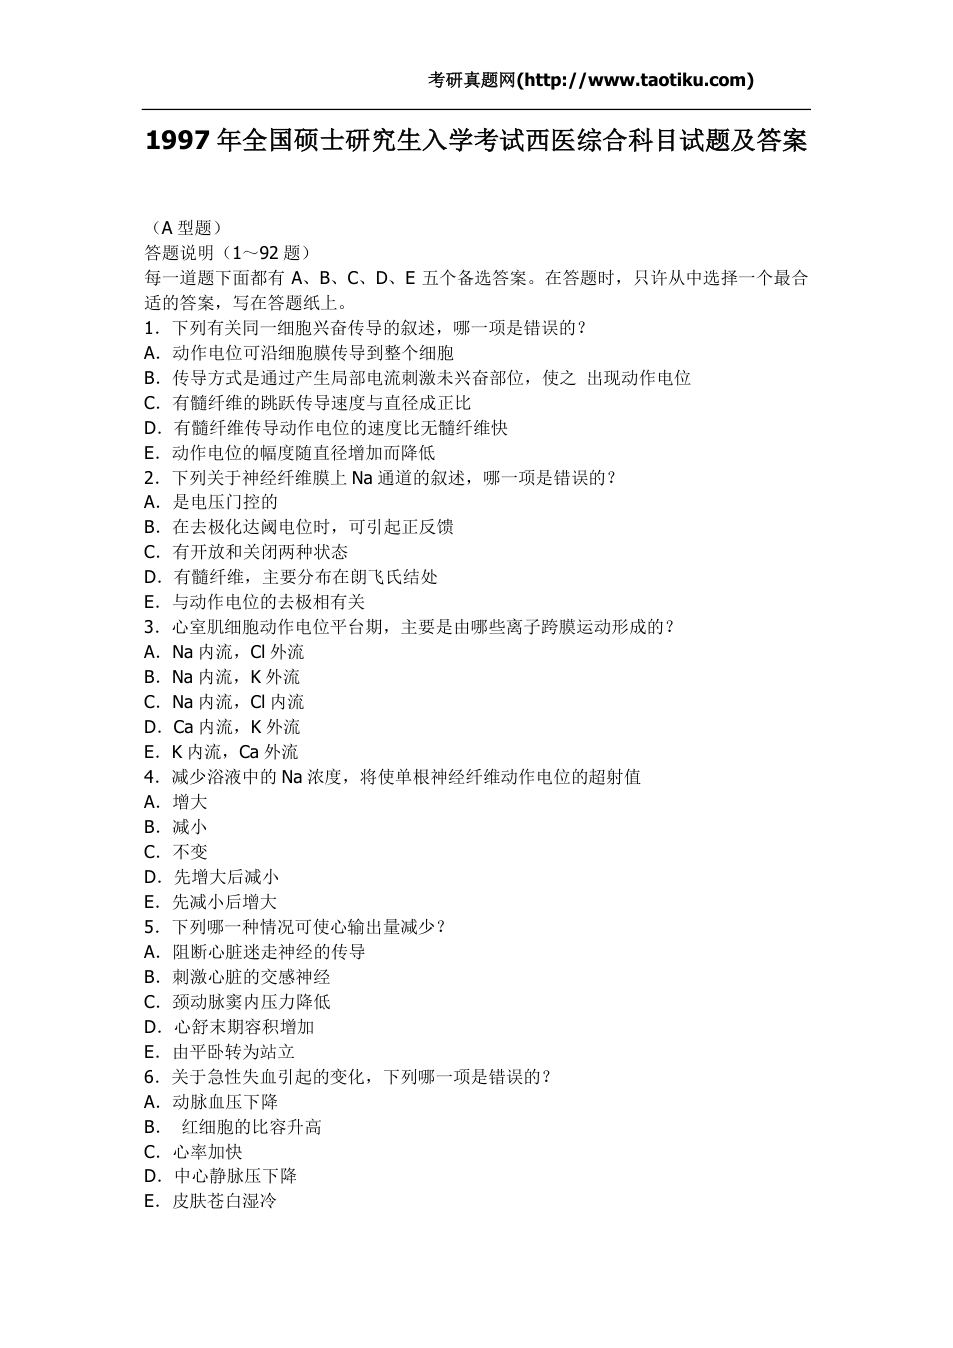 考研真题网(http://www.taotiku.com)
1997 年全国硕士研究生入学考试西医综合科目试题及答案
（A 型题）
答题说明（1～92 题）
每一道题下面都有 A、B、C、D、E 五个备选答案。在答题时，只许从中选择一个最合
适的答案，写在答题纸上。
1．下列有关同一细胞兴奋传导的叙述，哪一项是错误的？
A．动作电位可沿细胞膜传导到整个细胞
B．传导方式是通过产生局部电流刺激未兴奋部位，使之 出现动作电位
C．有髓纤维的跳跃传导速度与直径成正比
D．有髓纤维传导动作电位的速度比无髓纤维快
E．动作电位的幅度随直径增加而降低
2．下列关于神经纤维膜上 Na 通道的叙述，哪一项是错误的？
A．是电压门控的
B．在去极化达阈电位时，可引起正反馈
C．有开放和关闭两种状态
D．有髓纤维，主要分布在朗飞氏结处
E．与动作电位的去极相有关
3．心室肌细胞动作电位平台期，主要是由哪些离子跨膜运动形成的？
A．Na 内流，Cl 外流
B．Na 内流，K 外流
C．Na 内流，Cl 内流
D．Ca 内流，K 外流
E．K 内流，Ca 外流
4．减少浴液中的 Na 浓度，将使单根神经纤维动作电位的超射值
A．增大
B．减小
C．不变
D．先增大后减小
E．先减小后增大
5．下列哪一种情况可使心输出量减少？
A．阻断心脏迷走神经的传导
B．刺激心脏的交感神经
C．颈动脉窦内压力降低
D．心舒末期容积增加
E．由平卧转为站立
6．关于急性失血引起的变化，下列哪一项是错误的？
A．动脉血压下降
B． 红细胞的比容升高
C．心率加快
D．中心静脉压下降
E．皮肤苍白湿冷